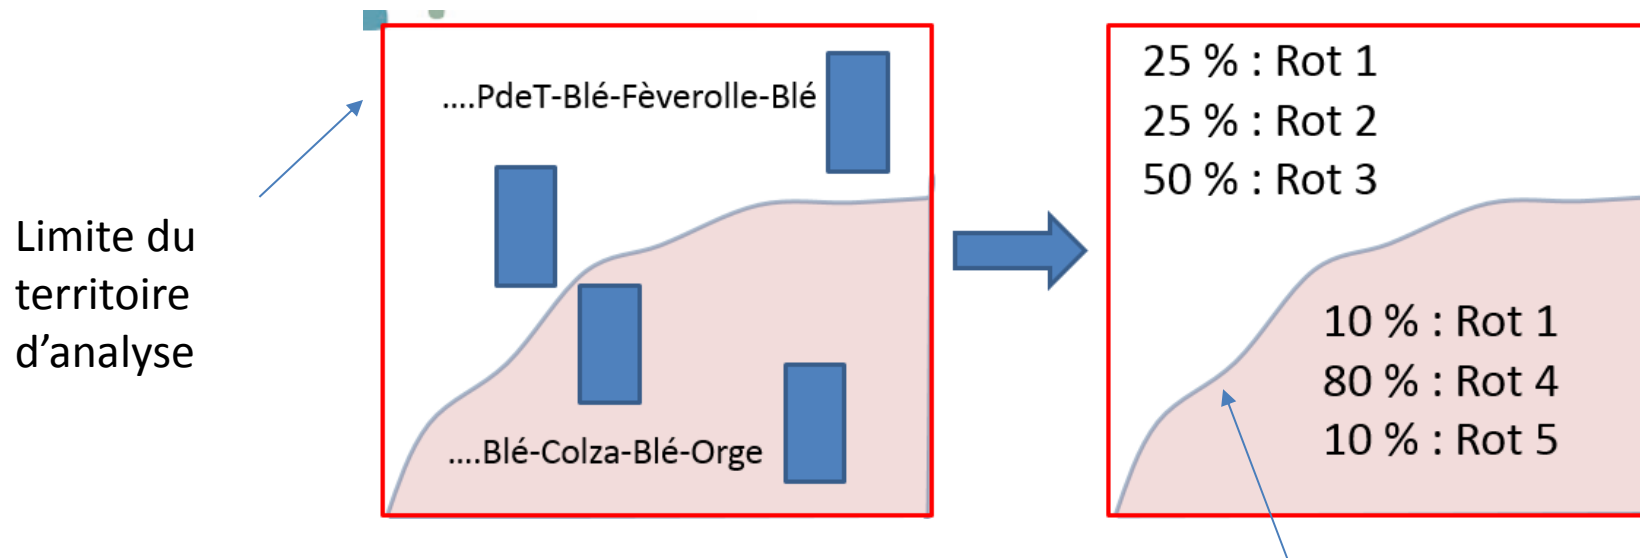 Limite du
territoire
d’analyse
....PdeT-Blé-Fèverolle-Blé
....Blé-Colza-Blé-Orge
25 % : Rot 1
25 % : Rot 2
50 % : Rot 3
10 % : Rot 1
80 % : Rot 4
10 % : Rot 5